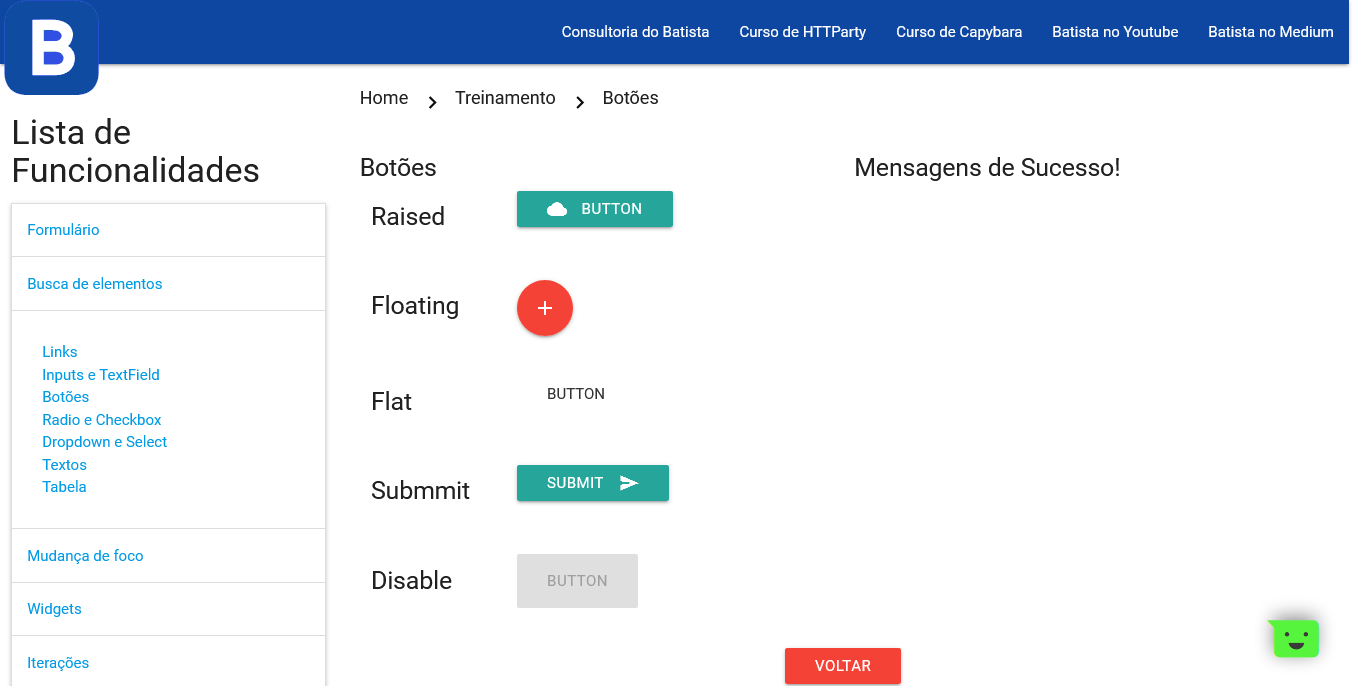 B
Consultoria do Batista
Curso de HTTParty
Curso de Capybara
Batista no Youtube
Batista no Medium
Home
Treinamento
Botões
Lista de
Funcionalidades
Formulário
Busca de elementos
Links
Inputs e TextField
Botões
Radio e Checkbox
Dropdown e Select
Textos
Tabela
Mudança de foco
Widgets
Iterações
Botões
Raised
BUTTON
Floating
+
Flat
BUTTON
Submmit
SUBMIT
Disable
BUTTON
VOLTAR
Mensagens de Sucesso!